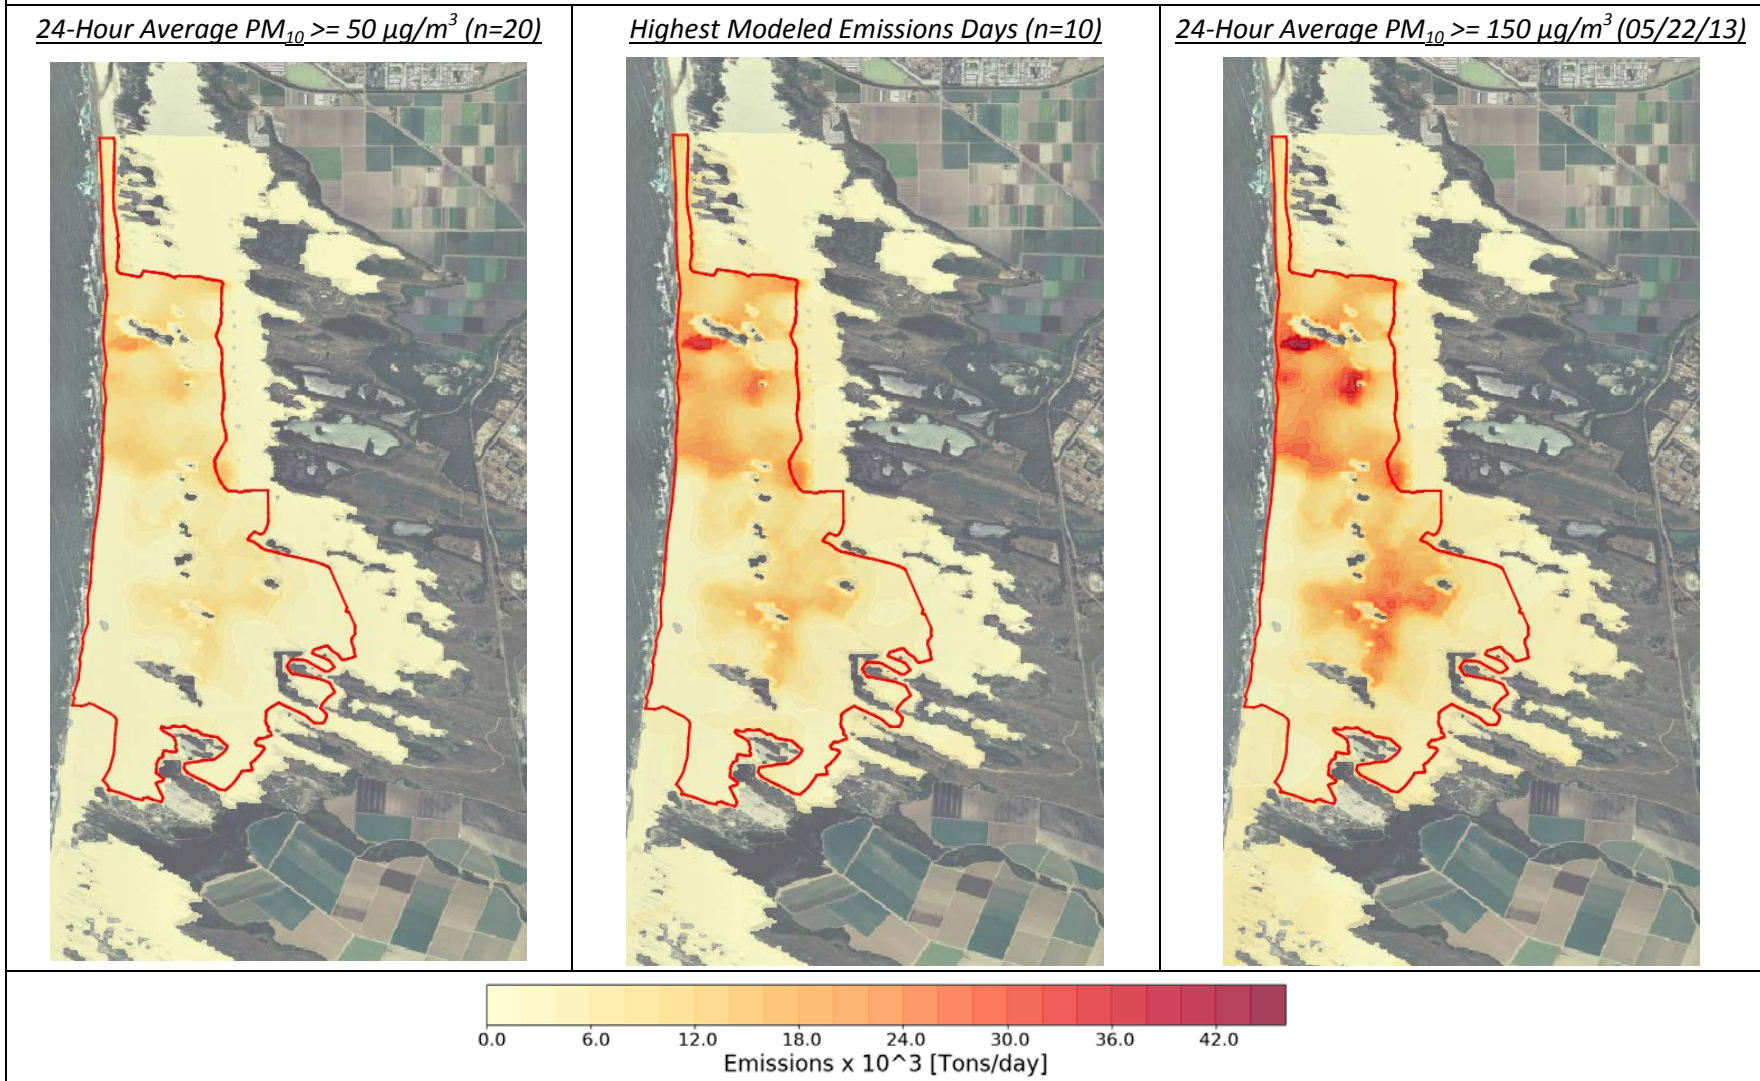 24-Hour Average PM10 >= 50 µg/m3 (n=20)
Highest Modeled Emissions Days (n=10)
24-Hour Average PM10 >= 150 µg/m3 (05/22/13)
0.0 6.0 12.0 18.0 24.0 30.0 36.0 42.0
Emissions x 10^3 [Tons/day]